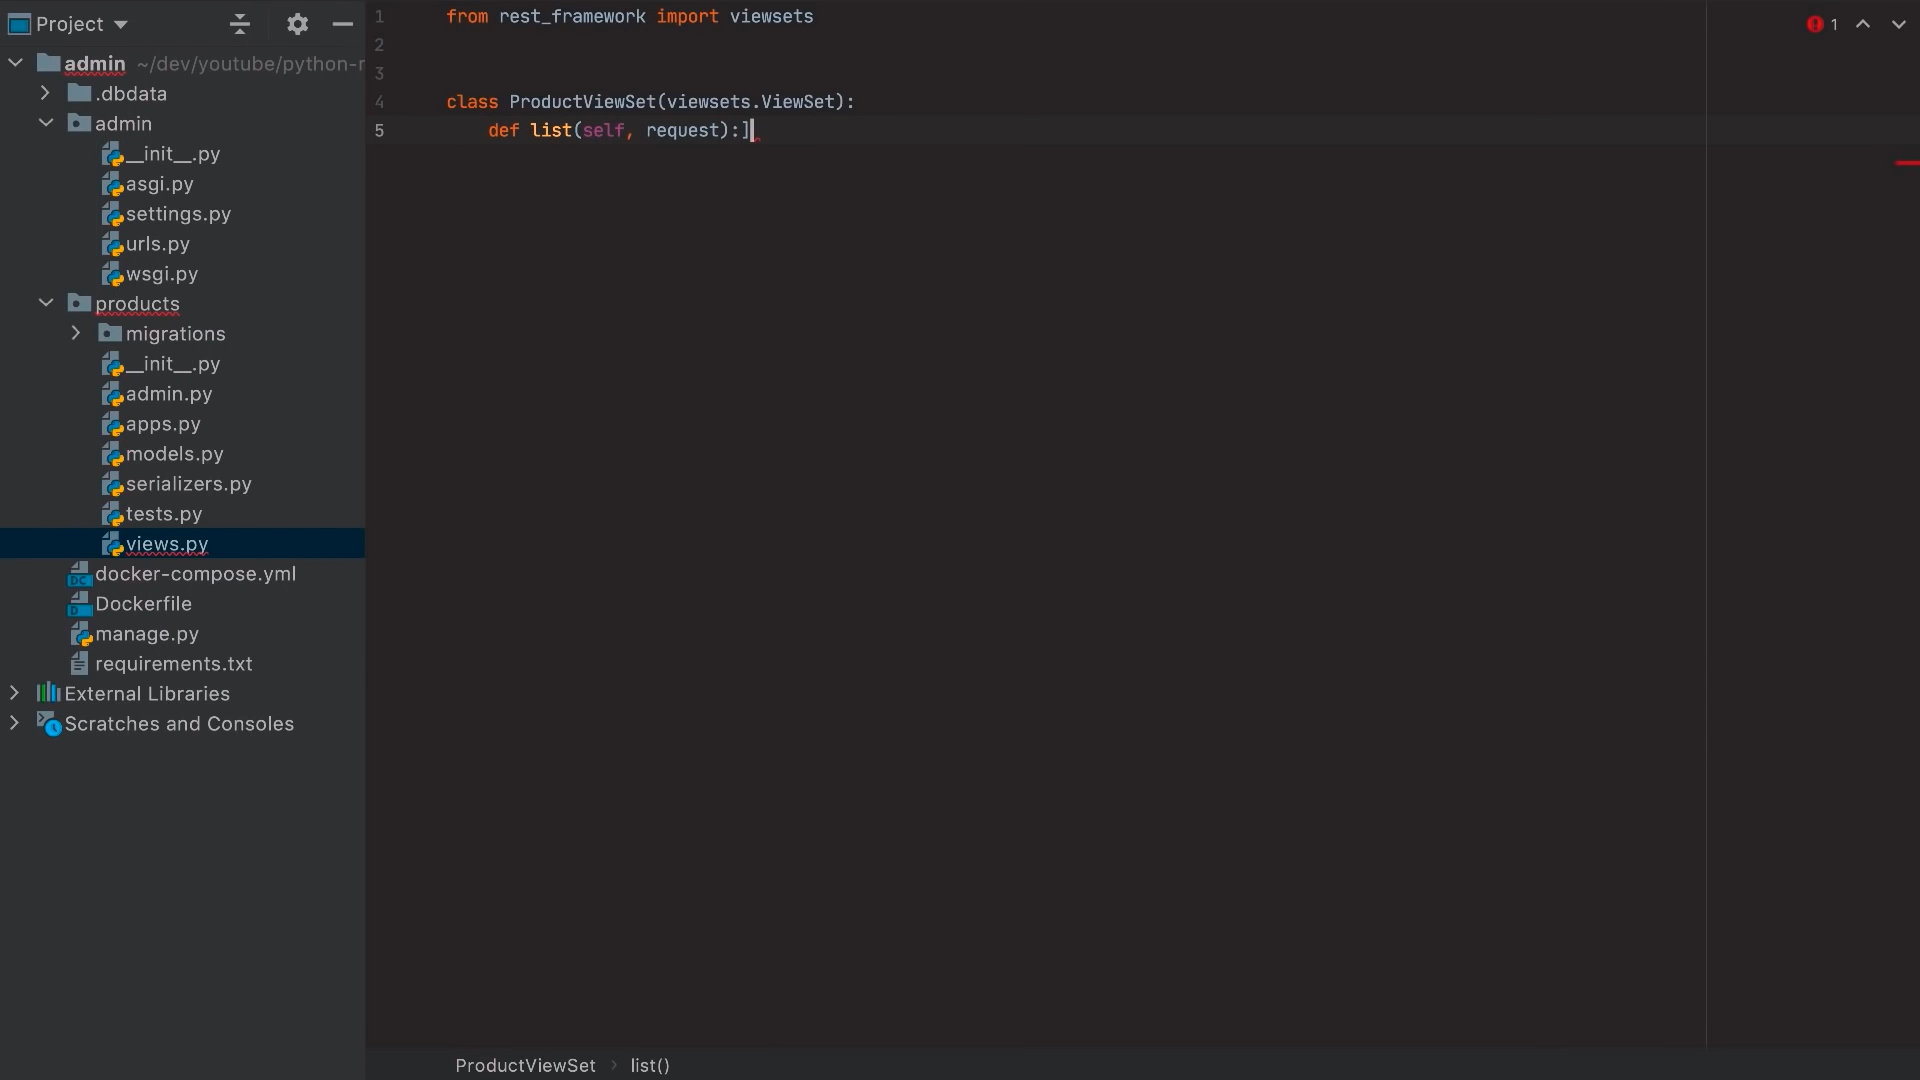 Project
admin ~/dev/youtube/python-r
.dbdata
admin
__init__.py
asgi.py
settings.py
urls.py
wsgi.py
products
migrations
__init__.py
admin.py
apps.py
models.py
serializers.py
tests.py
views.py
docker-compose.yml
Dockerfile
manage.py
requirements.txt
External Libraries
Scratches and Consoles
1 from rest_framework import viewsets
2
3
4 class ProductViewSet(viewsets.ViewSet):
5 def list(self, request):]
1
ProductViewSet > list()